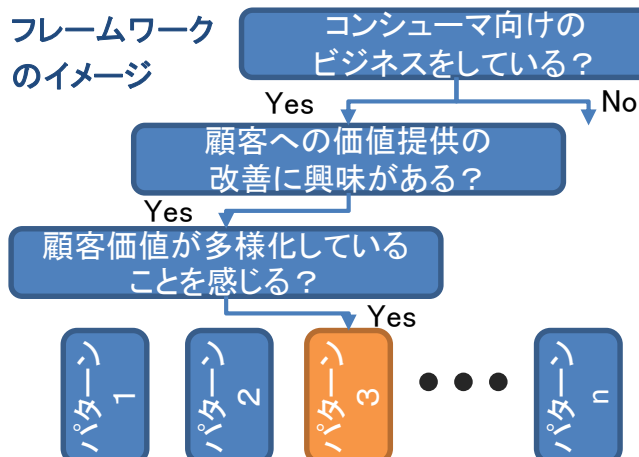 フレームワーク
のイメージ
コンシューマ向けの
ビジネスをしている？
Yes
No
顧客への価値提供の
改善に興味がある？
Yes
顧客価値が多様化している
ことを感じる？
Yes
パターン
1
パターン
2
パターン
3
●●●
パターン
n